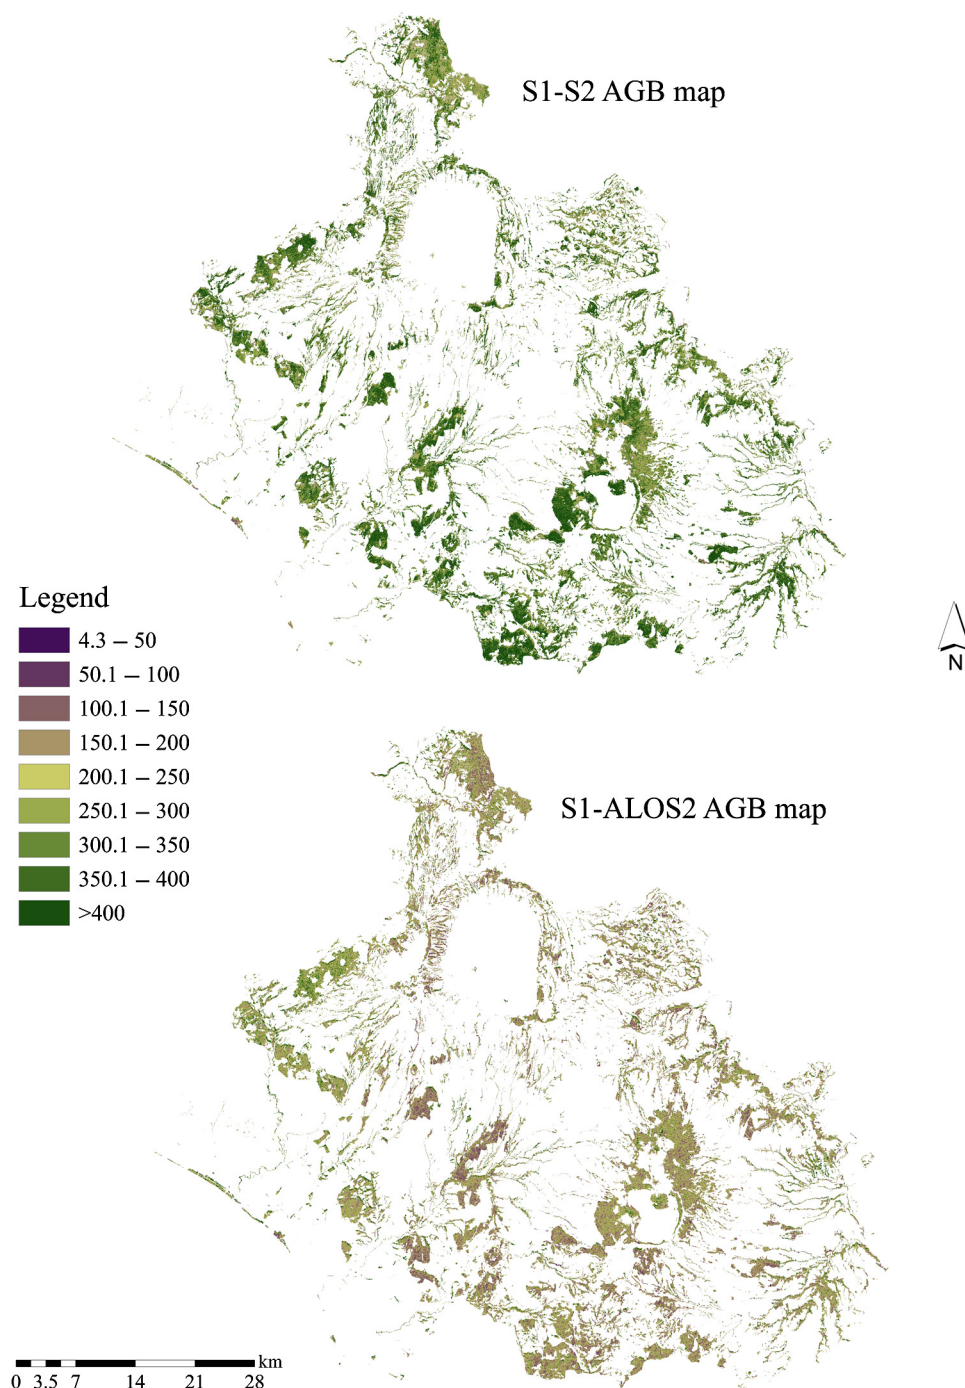 S1-S2 AGB map
Legend
4.3 – 50
50.1 – 100
100.1 – 150
150.1 – 200
200.1 – 250
250.1 – 300
300.1 – 350
350.1 – 400
>400
N
S1-ALOS2 AGB map
km
0 3.5 7 14 21 28